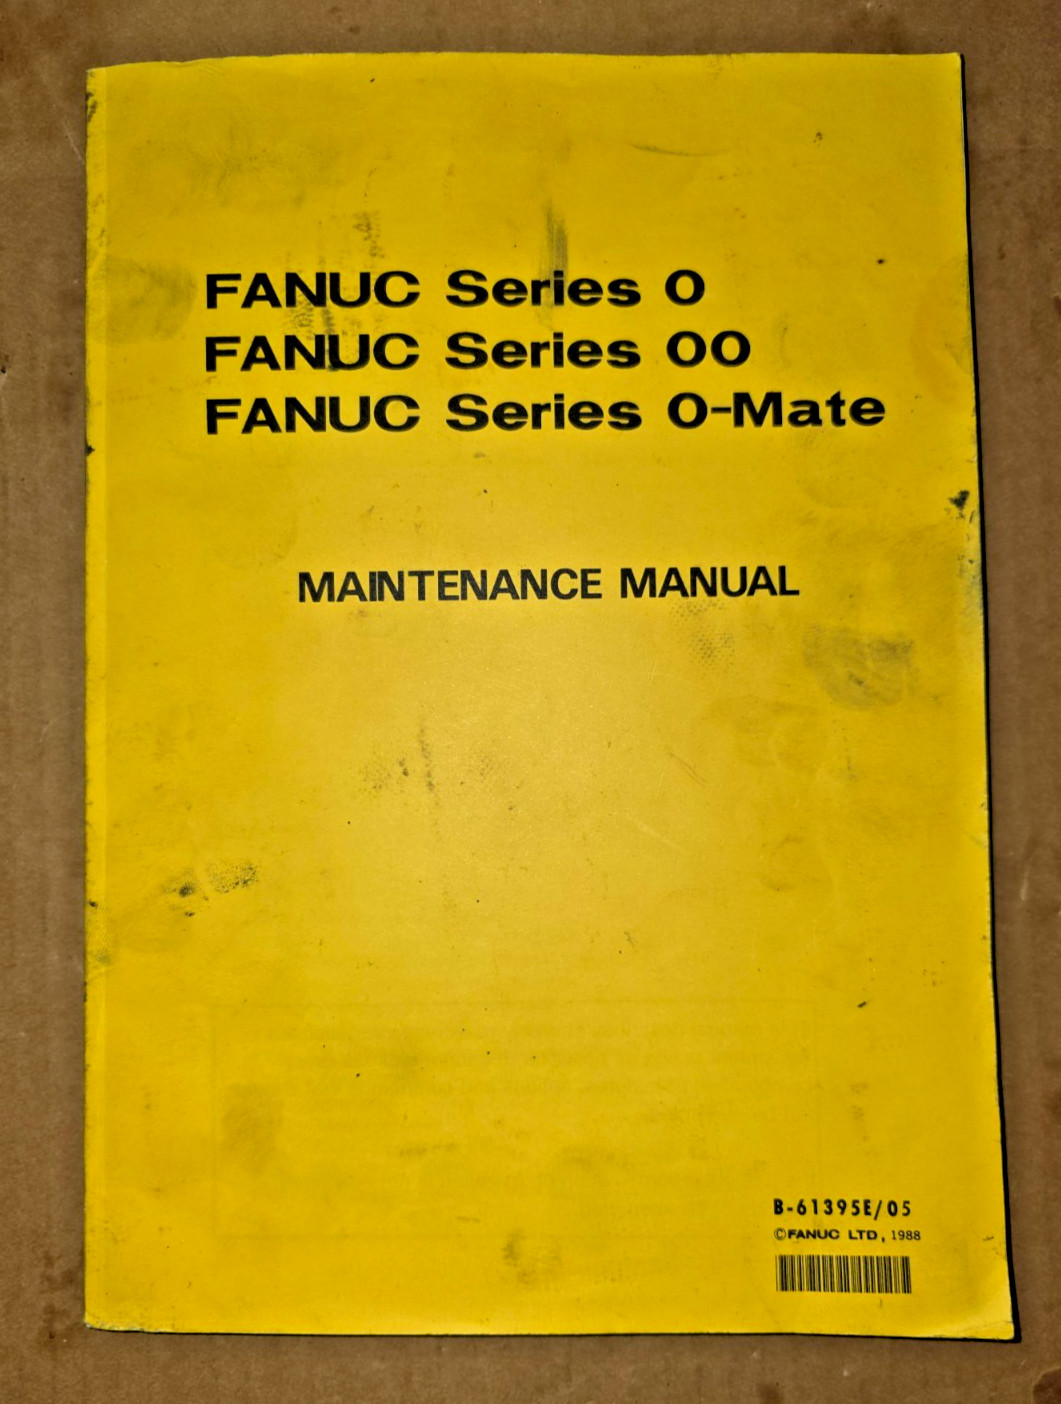 FANUC Series 0
FANUC Series 00
FANUC Series 0-Mate
MAINTENANCE MANUAL
B-61395E/05
©FANUC LTD, 1988